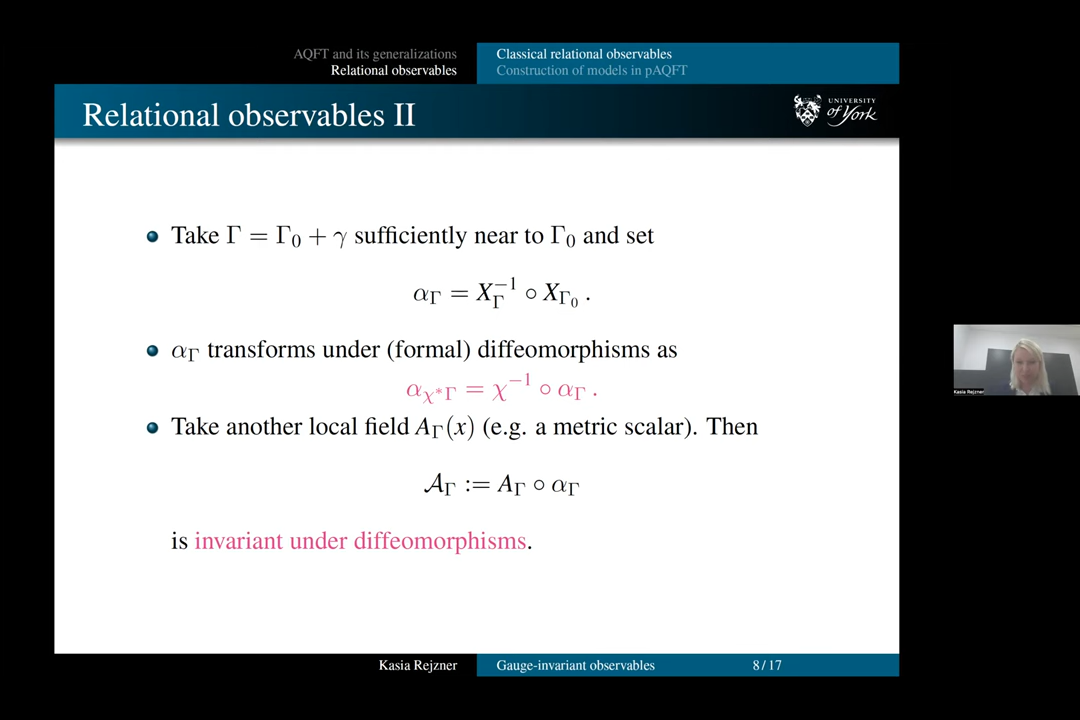 AQFT and its generalizations
Relational observables
Classical relational observables
Construction of models in pAQFT
Relational observables II
UNIVERSITY
of York
Take Γ = Γ₀ + γ sufficiently near to Γ₀ and set
α_Γ = X_Γ^{-1} ∘ X_{Γ₀} .
α_Γ transforms under (formal) diffeomorphisms as
α_{χ*Γ} = χ^{-1} ∘ α_Γ .
Take another local field A_Γ(x) (e.g. a metric scalar). Then
𝒜_Γ := A_Γ ∘ α_Γ
is invariant under diffeomorphisms.
Kasia Rejzner
Kasia Rejzner
Gauge-invariant observables
8 / 17